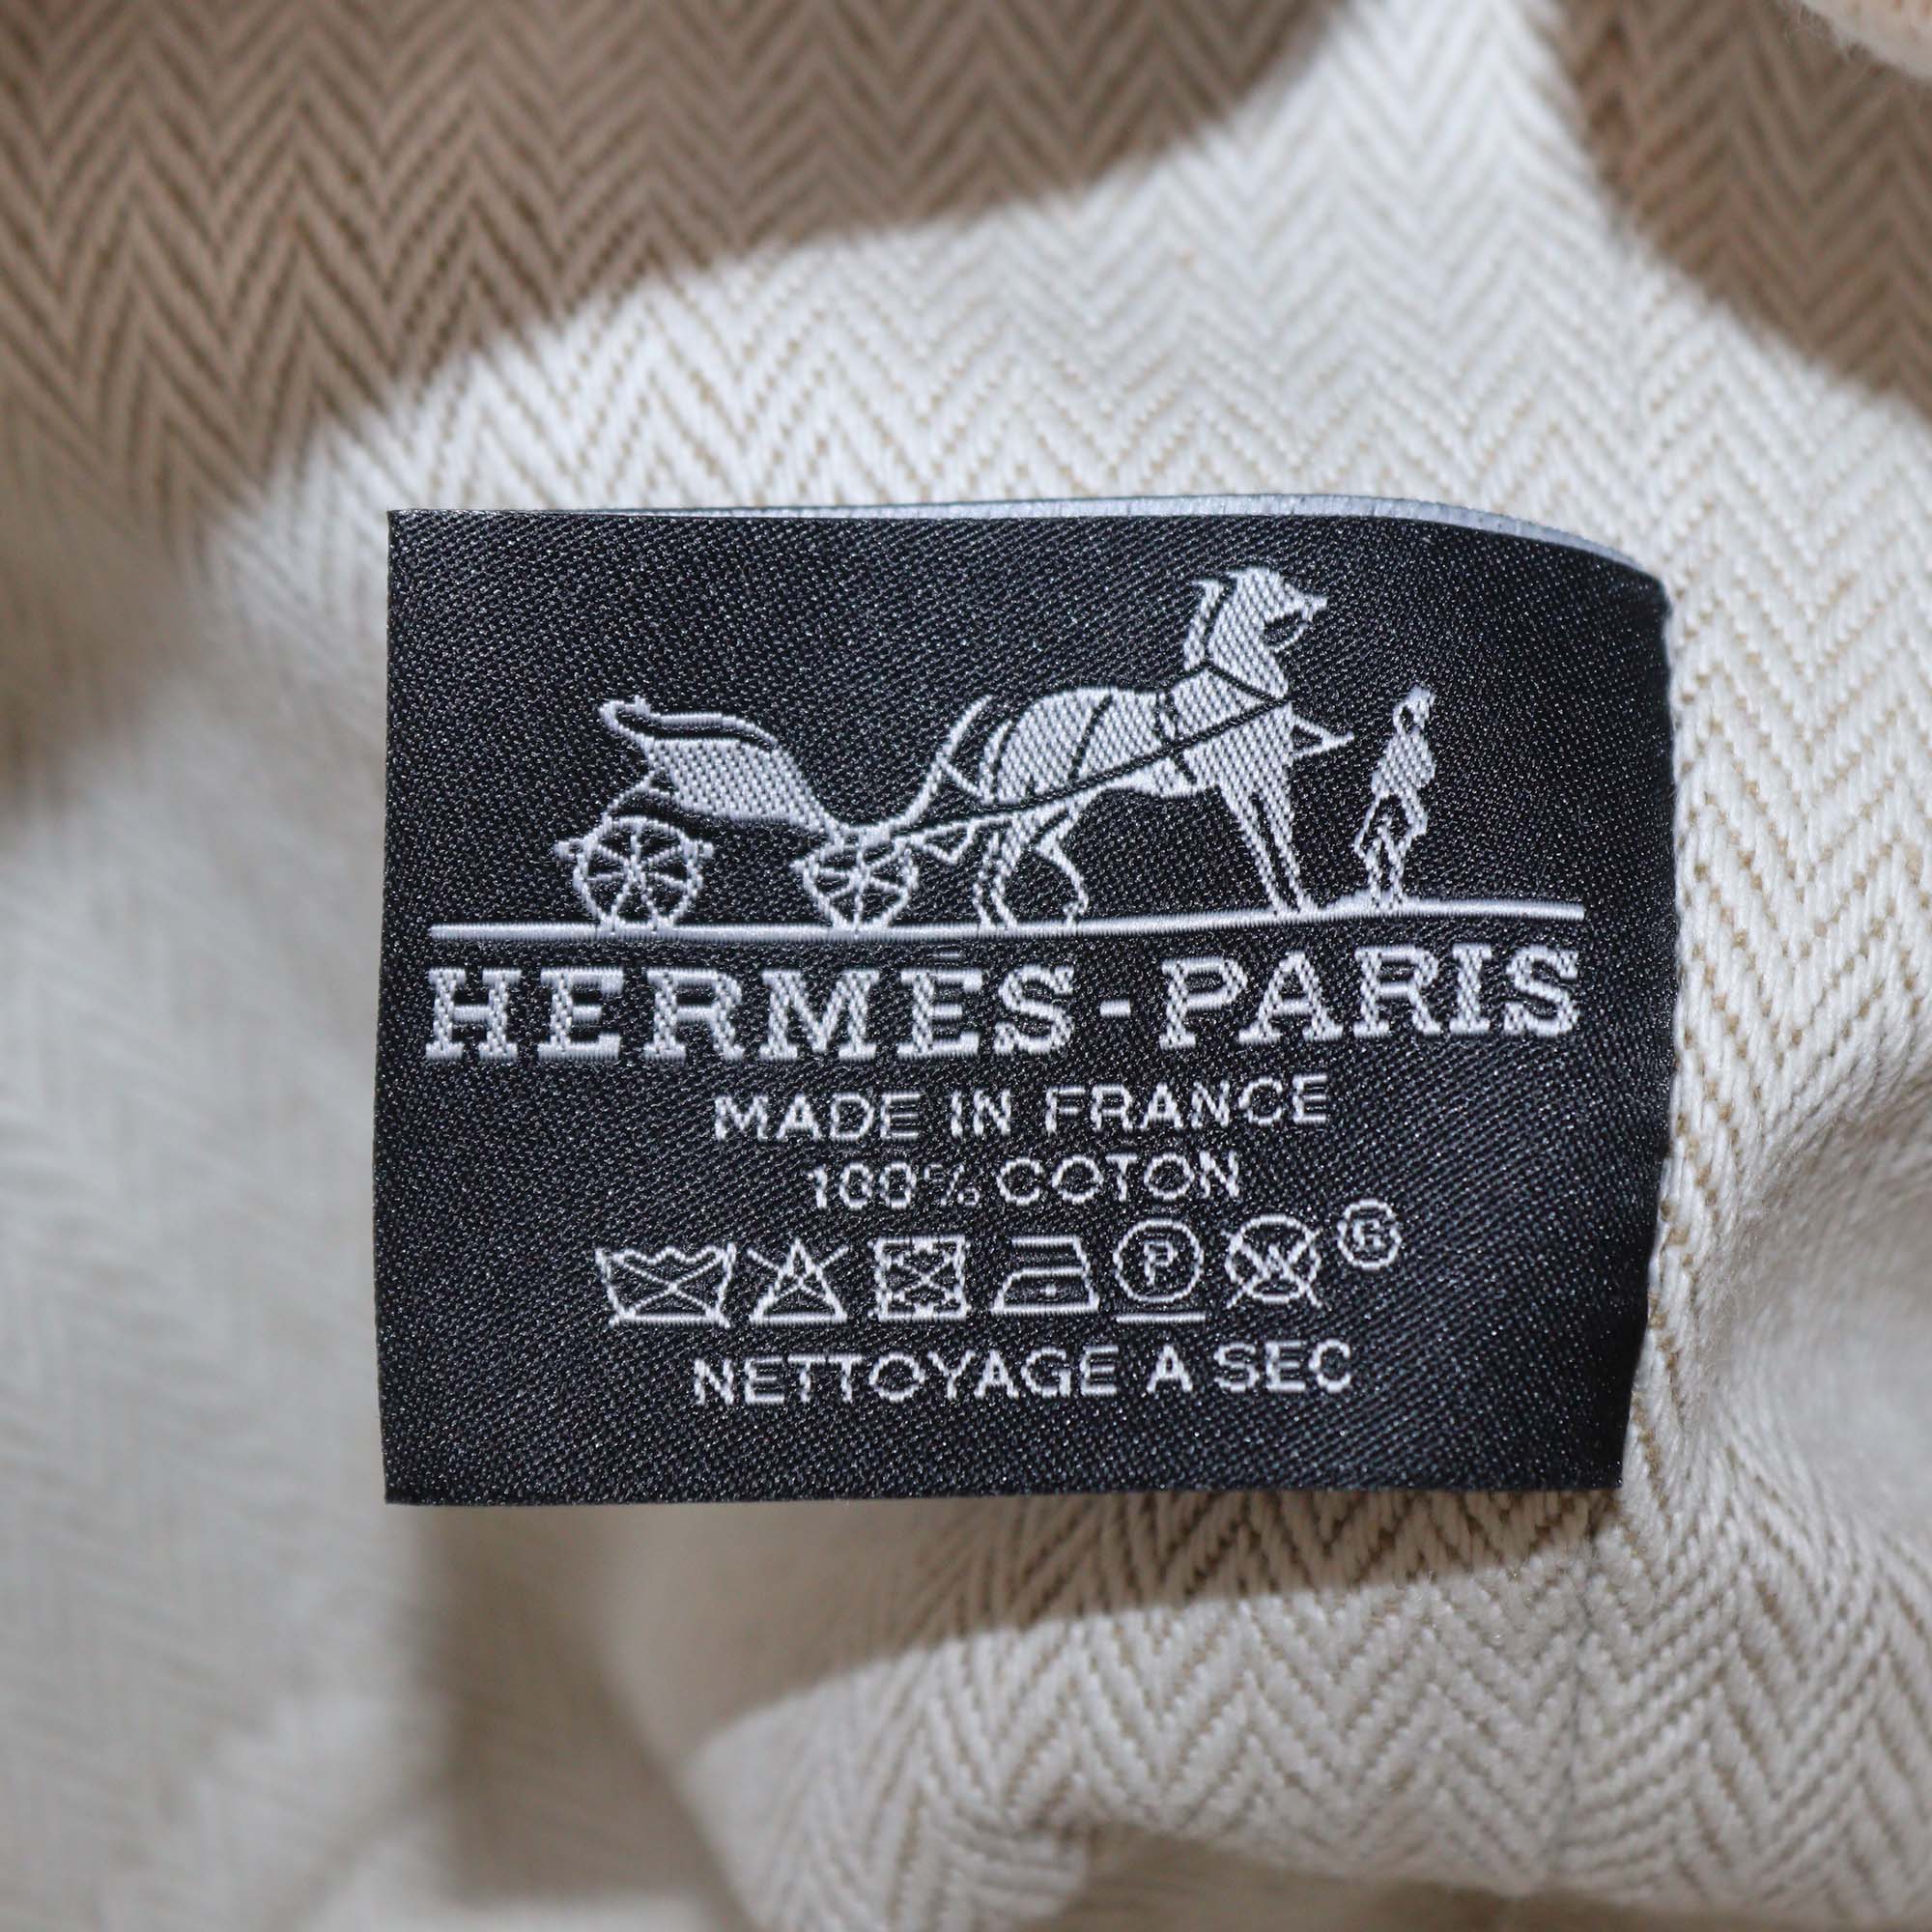 HERMÈS-PARIS
MADE IN FRANCE
100% COTON
P W G
NETTOYAGE A SEC